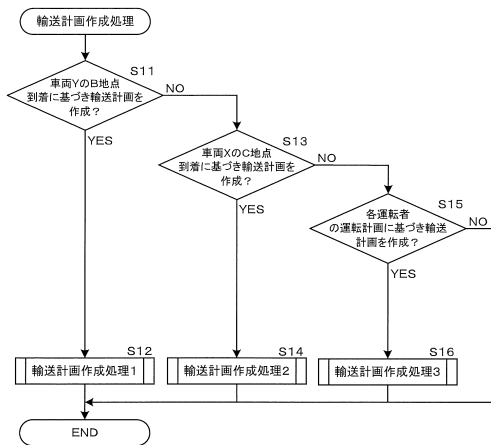 輸送計画作成処理
S11
車両YのB地点
到着に基づき輸送計画を
作成？
NO
YES
S13
車両XのC地点
到着に基づき輸送計画を
作成？
NO
YES
S15
各運転者
の運転計画に基づき輸送
計画を作成？
NO
YES
S12
輸送計画作成処理1
S14
輸送計画作成処理2
S16
輸送計画作成処理3
END